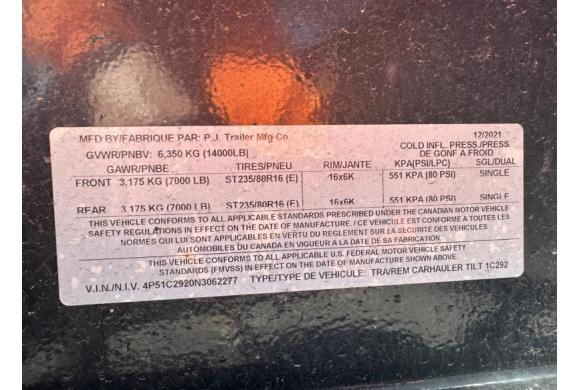 MFD BY/FABRIQUE PAR: P.J. Trailer Mfg Co. 12/2021
GVWR/PNBV: 6,350 KG (14000LB) COLD INFL. PRESS/PRESS. DE GONF A FROID
GAWR/PNBE TIRES/PNEU RIM/JANTE KPA(PSI/LPC) SGL/DUAL
FRONT 3,175 KG (7000 LB) ST235/80R16 (E) 16x6K 551 KPA (80 PSI) SINGLE
REAR 3,175 KG (7000 LB) ST235/80R16 (E) 16x6K 551 KPA (80 PSI) SINGLE
THIS VEHICLE CONFORMS TO ALL APPLICABLE STANDARDS PRESCRIBED UNDER THE CANADIAN MOTOR VEHICLE
SAFETY REGULATIONS IN EFFECT ON THE DATE OF MANUFACTURE / CE VEHICULE EST CONFORME A TOUTES LES
NORMES QUI LUI SONT APPLICABLES EN VERTU DU REGLEMENT SUR LA SECURITE DES VEHICULES
AUTOMOBILES DU CANADA EN VIGUEUR A LA DATE DE SA FABRICATION.
THIS VEHICLE CONFORMS TO ALL APPLICABLE U.S. FEDERAL MOTOR VEHICLE SAFETY
STANDARDS (FMVSS) IN EFFECT ON THE DATE OF MANUFACTURE SHOWN ABOVE
V.I.N./N.I.V. 4P51C2920N3062277 TYPE/TYPE DE VEHICULE: TRA/REM CARHAULER TILT 1C292